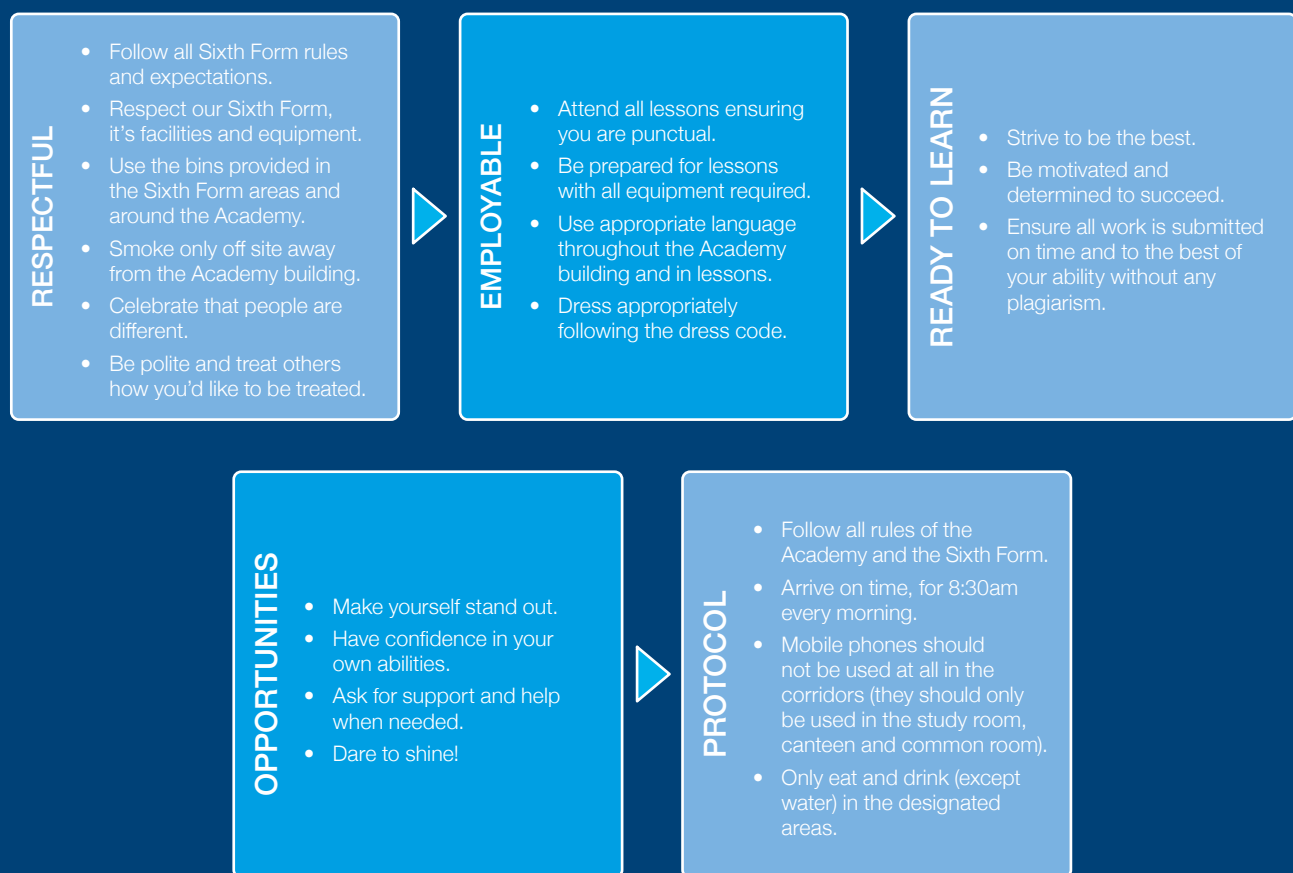 RESPECTFUL
• Follow all Sixth Form rules
and expectations.
• Respect our Sixth Form,
it's facilities and equipment.
• Use the bins provided in
the Sixth Form areas and
around the Academy.
• Smoke only off site away
from the Academy building.
• Celebrate that people are
different.
• Be polite and treat others
how you'd like to be treated.
EMPLOYABLE
• Attend all lessons ensuring
you are punctual.
• Be prepared for lessons
with all equipment required.
• Use appropriate language
throughout the Academy
building and in lessons.
• Dress appropriately
following the dress code.
READY TO LEARN
• Strive to be the best.
• Be motivated and
determined to succeed.
• Ensure all work is submitted
on time and to the best of
your ability without any
plagiarism.
OPPORTUNITIES
• Make yourself stand out.
• Have confidence in your
own abilities.
• Ask for support and help
when needed.
• Dare to shine!
PROTOCOL
• Follow all rules of the
Academy and the Sixth Form.
• Arrive on time, for 8:30am
every morning.
• Mobile phones should
not be used at all in the
corridors (they should only
be used in the study room,
canteen and common room).
• Only eat and drink (except
water) in the designated
areas.